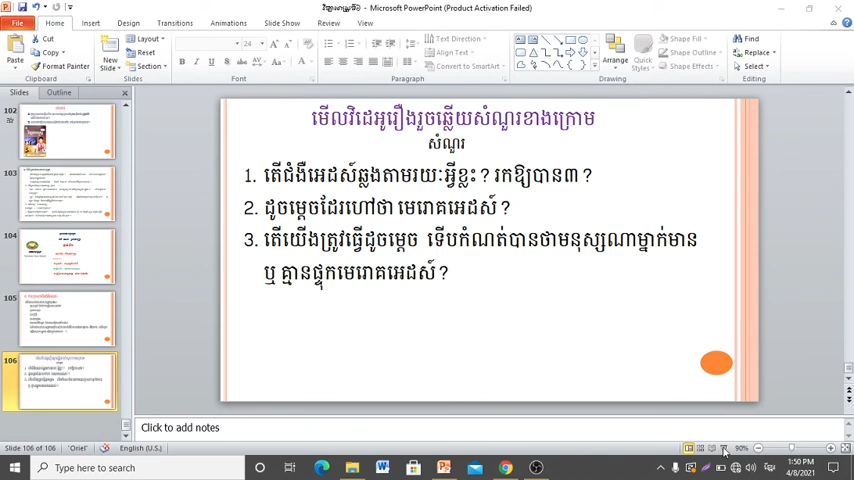 វិទ្យាសាស្ត្រទី៦ - Microsoft PowerPoint (Product Activation Failed)
File Home Insert Design Transitions Animations Slide Show Review View
Cut
Copy
Format Painter
Paste
Clipboard
New Slide
Layout
Reset
Section
Slides
Font
Paragraph
Text Direction
Align Text
Convert to SmartArt
Arrange
Quick Styles
Shape Fill
Shape Outline
Shape Effects
Drawing
Find
Replace
Select
Editing
Slides Outline
102
103
104
105
106
មើលវិដេអូរឿងរួចឆ្លើយសំណួរខាងក្រោម
សំណួរ
1. តើជំងឺអេដស៍ឆ្លងតាមរយៈអ្វីខ្លះ? រកឱ្យបាន៣?
2. ដូចម្ដេចដែរហៅថា មេរោគអេដស៍?
3. តើយើងត្រូវធ្វើដូចម្ដេច ទើបកំណត់បានថាមនុស្សណាម្នាក់មាន
ឬ គ្មានផ្ទុកមេរោគអេដស៍?
Click to add notes
Slide 106 of 106 "Oriel" English (U.S.) 90%
Type here to search
1:50 PM
4/8/2021